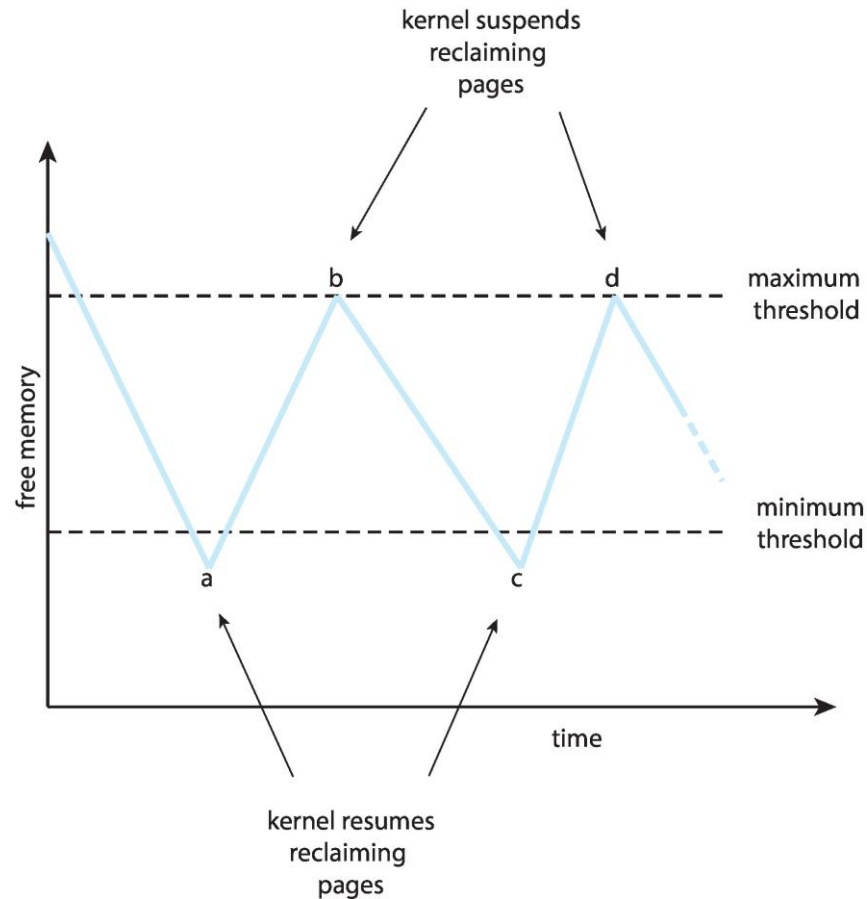 kernel suspends
reclaiming
pages
b
d
maximum
threshold
free memory
minimum
threshold
a
c
time
kernel resumes
reclaiming
pages